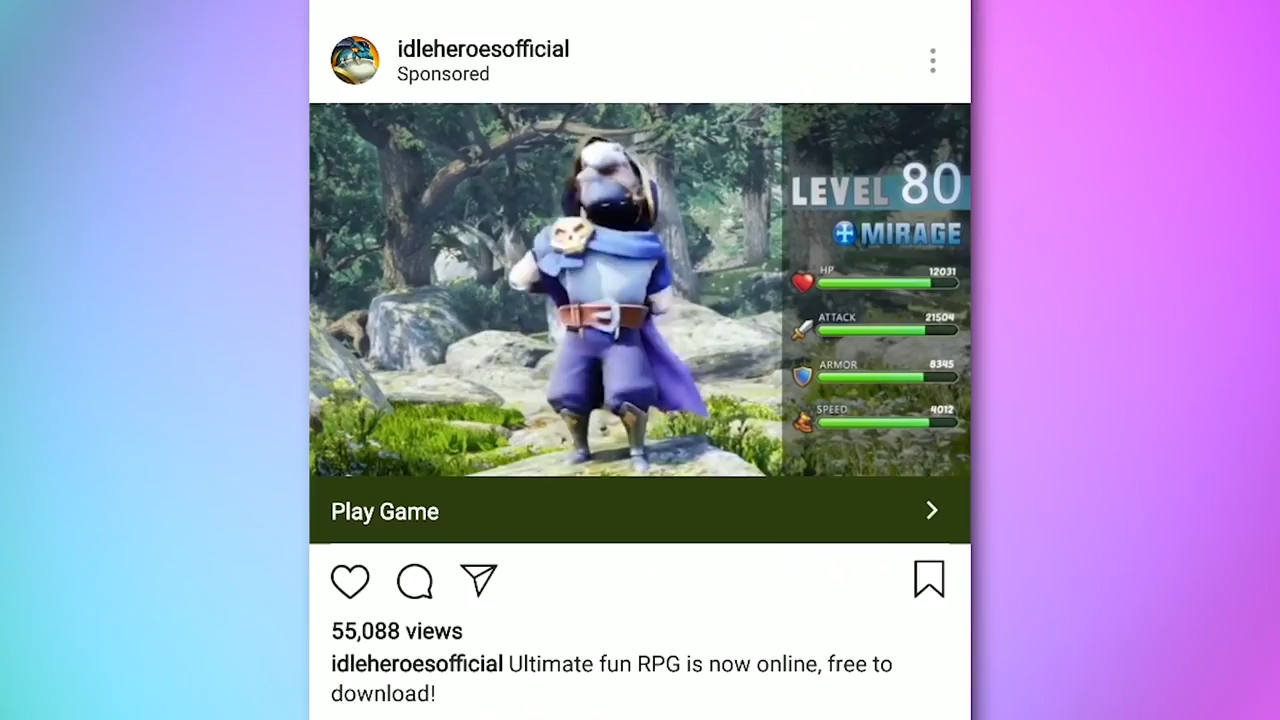 idleheroesofficial
Sponsored
LEVEL 80
MIRAGE
HP 12031
ATTACK 21504
ARMOR 8345
SPEED 4012
Play Game
55,088 views
idleheroesofficial Ultimate fun RPG is now online, free to
download!